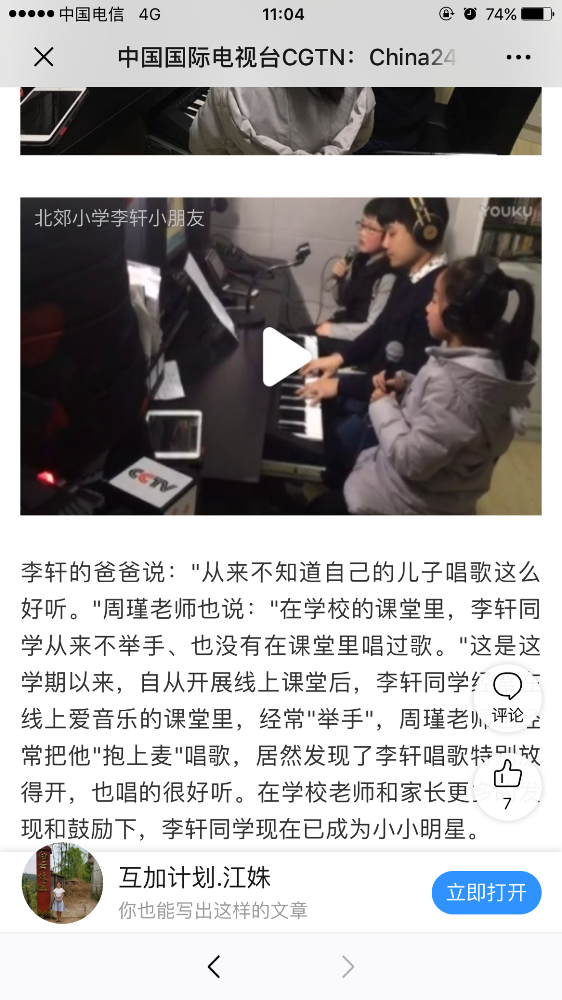 中国电信 4G 11:04 74%
中国国际电视台CGTN：China24
北郊小学李轩小朋友
YOUKU
CCTV
李轩的爸爸说："从来不知道自己的儿子唱歌这么
好听。"周瑾老师也说："在学校的课堂里，李轩同
学从来不举手、也没有在课堂里唱过歌。"这是这
学期以来，自从开展线上课堂后，李轩同学经常在
线上爱音乐的课堂里，经常"举手"，周瑾老师也经
常把他"抱上麦"唱歌，居然发现了李轩唱歌特别放
得开，也唱的很好听。在学校老师和家长更多的发
现和鼓励下，李轩同学现在已成为小小明星。
评论
7
白云校区
互加计划.江姝
你也能写出这样的文章
立即打开